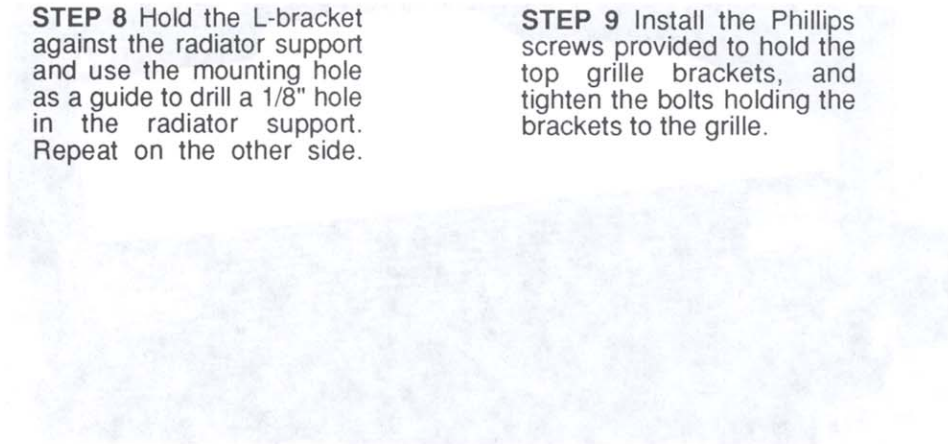 STEP 8 Hold the L-bracket
against the radiator support
and use the mounting hole
as a guide to drill a 1/8" hole
in the radiator support.
Repeat on the other side.
STEP 9 Install the Phillips
screws provided to hold the
top grille brackets, and
tighten the bolts holding the
brackets to the grille.